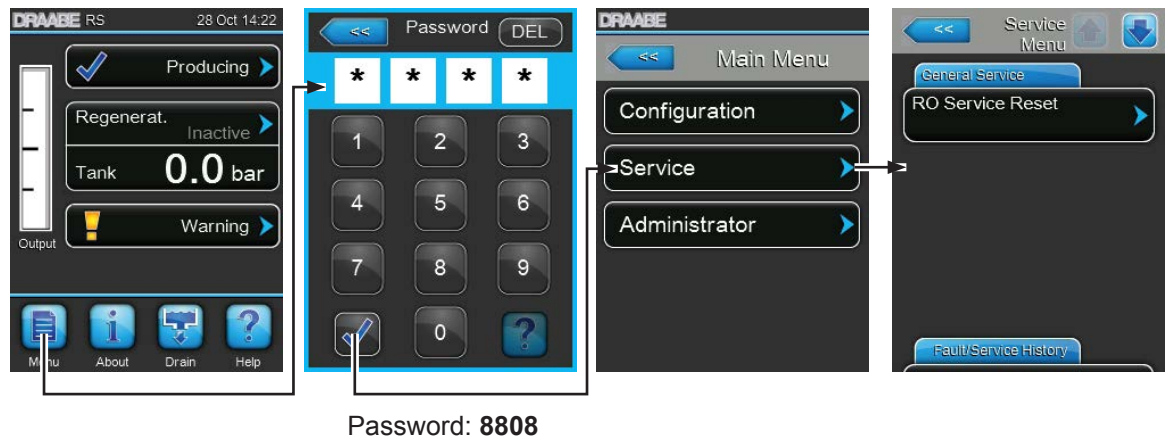 DRAABE RS 28 Oct 14:22
Producing
Regenerat.
Inactive
Tank 0.0 bar
Warning
Output
Menu About Drain Help
<< Password DEL
* * * *
1 2 3
4 5 6
7 8 9
0 ?
DRAABE
<< Main Menu
Configuration
Service
Administrator
<< Service
Menu
General Service
RO Service Reset
Fault/Service History
Password: 8808